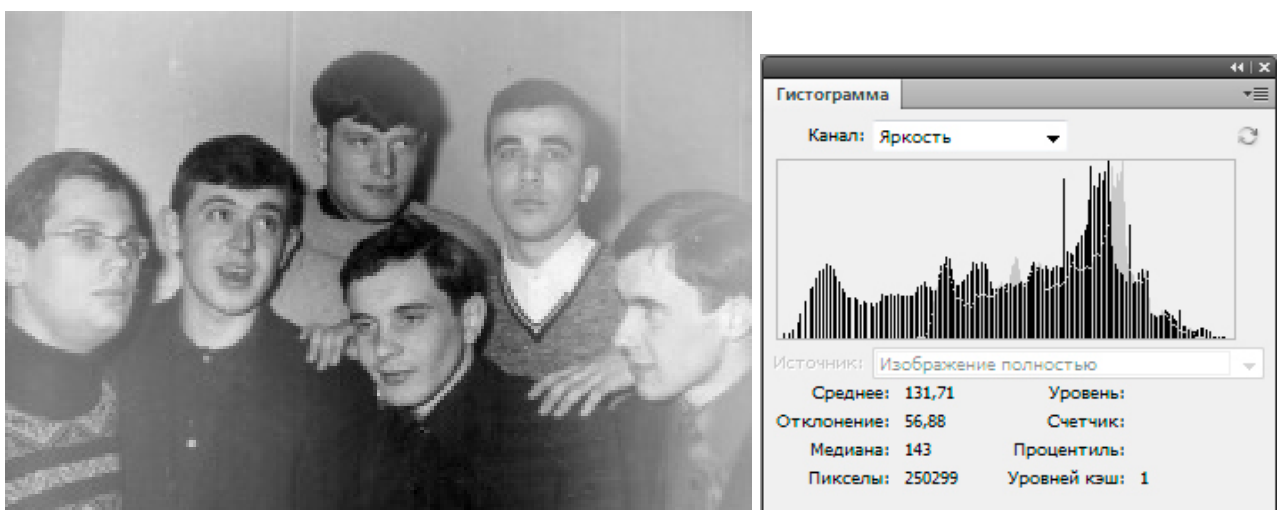 Гистограмма
Канал: Яркость
Источник: Изображение полностью
Среднее: 131,71 Уровень:
Отклонение: 56,88 Счетчик:
Медиана: 143 Процентиль:
Пикселы: 250299 Уровней кэш: 1